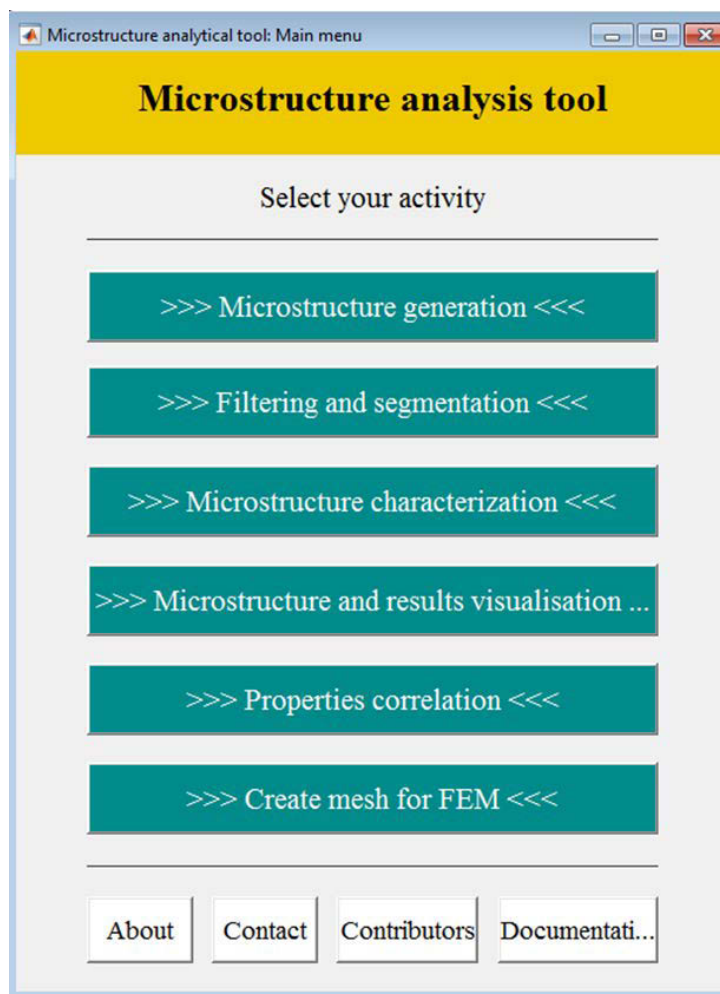 Microstructure analytical tool: Main menu
Microstructure analysis tool
Select your activity
>>> Microstructure generation <<<
>>> Filtering and segmentation <<<
>>> Microstructure characterization <<<
>>> Microstructure and results visualisation ...
>>> Properties correlation <<<
>>> Create mesh for FEM <<<
About Contact Contributors Documentati...